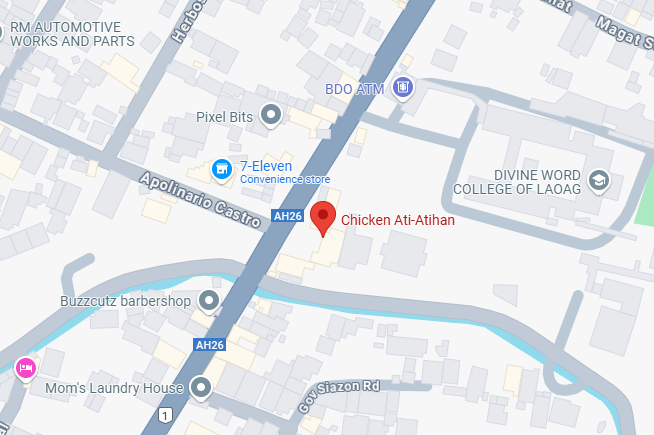 RM AUTOMOTIVE
WORKS AND PARTS
Magat S
BDO ATM
Pixel Bits
7-Eleven
Convenience store
DIVINE WORD
COLLEGE OF LAOAG
Apolinario Castro
AH26
Chicken Ati-Atihan
Buzzcutz barbershop
AH26
Mom's Laundry House
Gov Siazon Rd
1